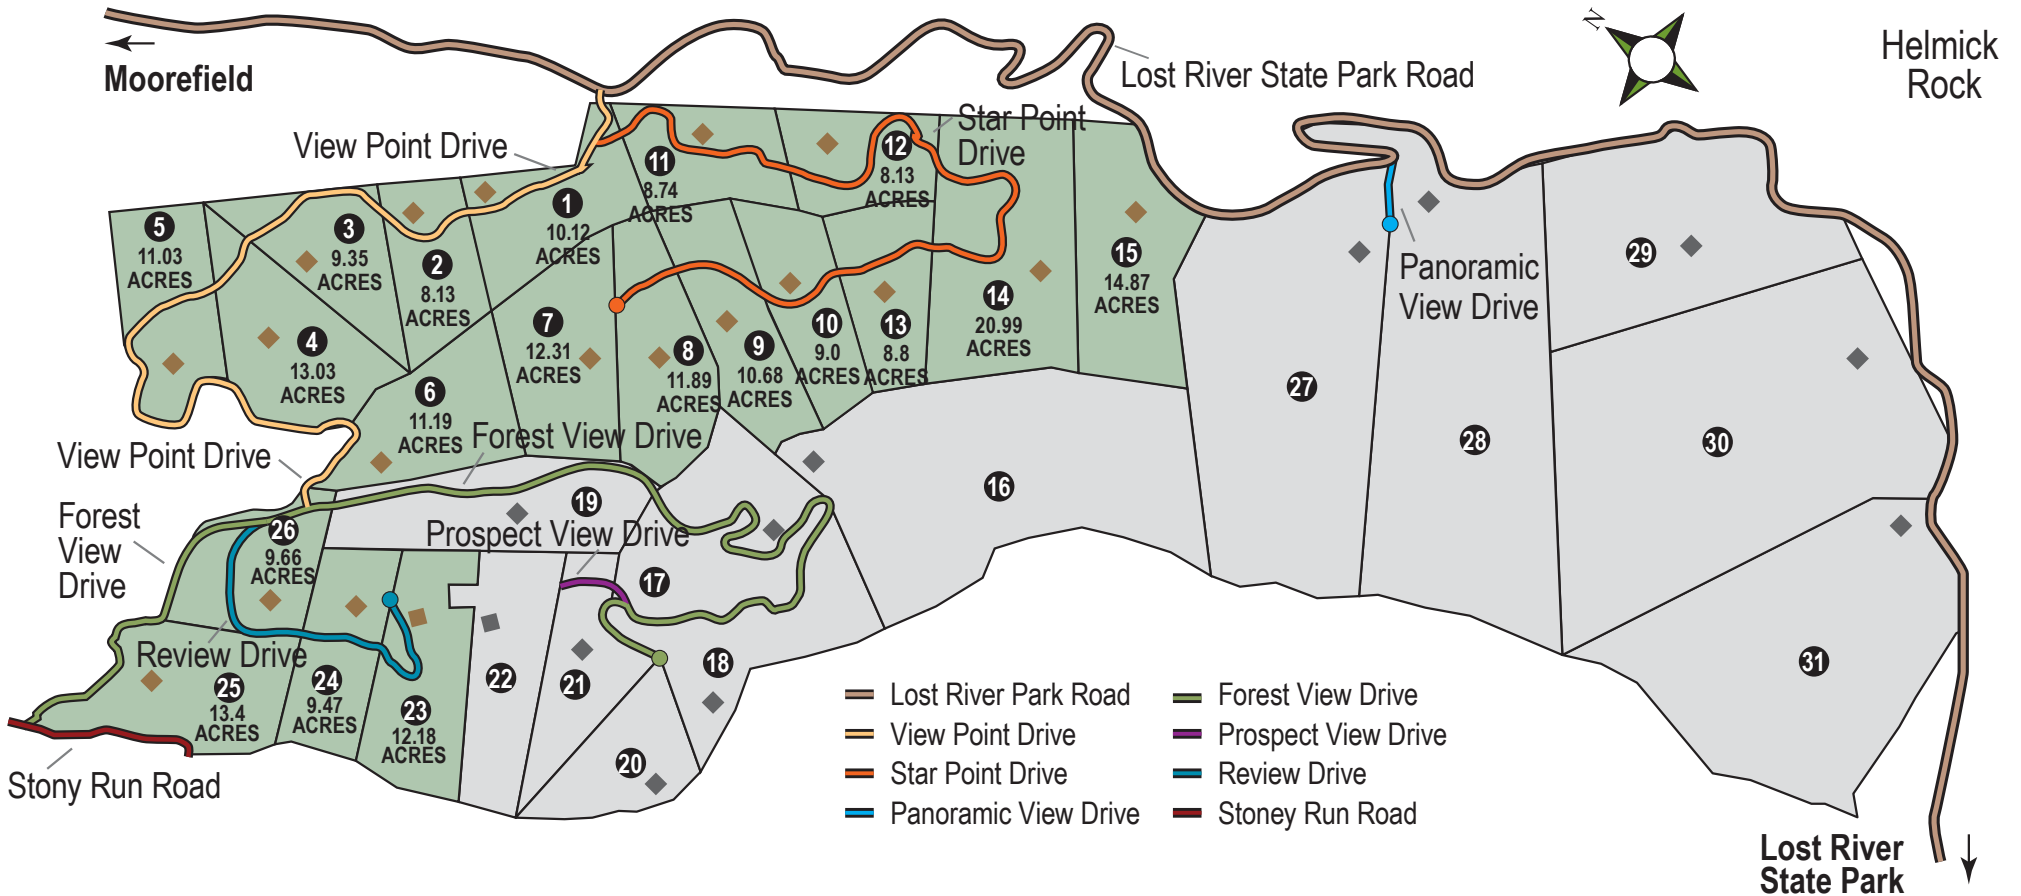 N
Helmick
Rock
Moorefield
Lost River State Park Road
View Point Drive
Star Point
Drive
5
11.03
ACRES
3
9.35
ACRES
2
8.13
ACRES
1
10.12
ACRES
11
8.74
ACRES
12
8.13
ACRES
4
13.03
ACRES
6
11.19
ACRES
7
12.31
ACRES
8
11.89
ACRES
9
10.68
ACRES
10
9.0
ACRES
13
8.8
ACRES
14
20.99
ACRES
15
14.87
ACRES
Panoramic
View Drive
27
28
29
30
31
16
View Point Drive
Forest View Drive
Forest
View
Drive
26
9.66
ACRES
19
Prospect View Drive
17
Review Drive
25
13.4
ACRES
24
9.47
ACRES
23
12.18
ACRES
22
21
18
20
Stony Run Road
Lost River Park Road
View Point Drive
Star Point Drive
Panoramic View Drive
Forest View Drive
Prospect View Drive
Review Drive
Stoney Run Road
Lost River
State Park